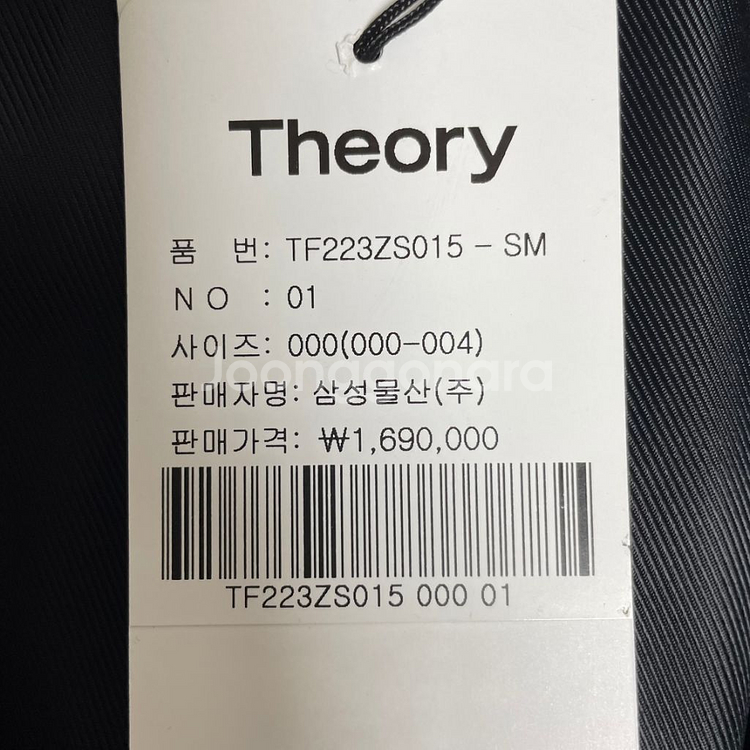 Theory
품 번: TF223ZS015 - SM
NO : 01
사이즈: 000(000-004)
Joonggonara
판매자명: 삼성물산(주)
판매가격: ₩1,690,000
TF223ZS015 000 01